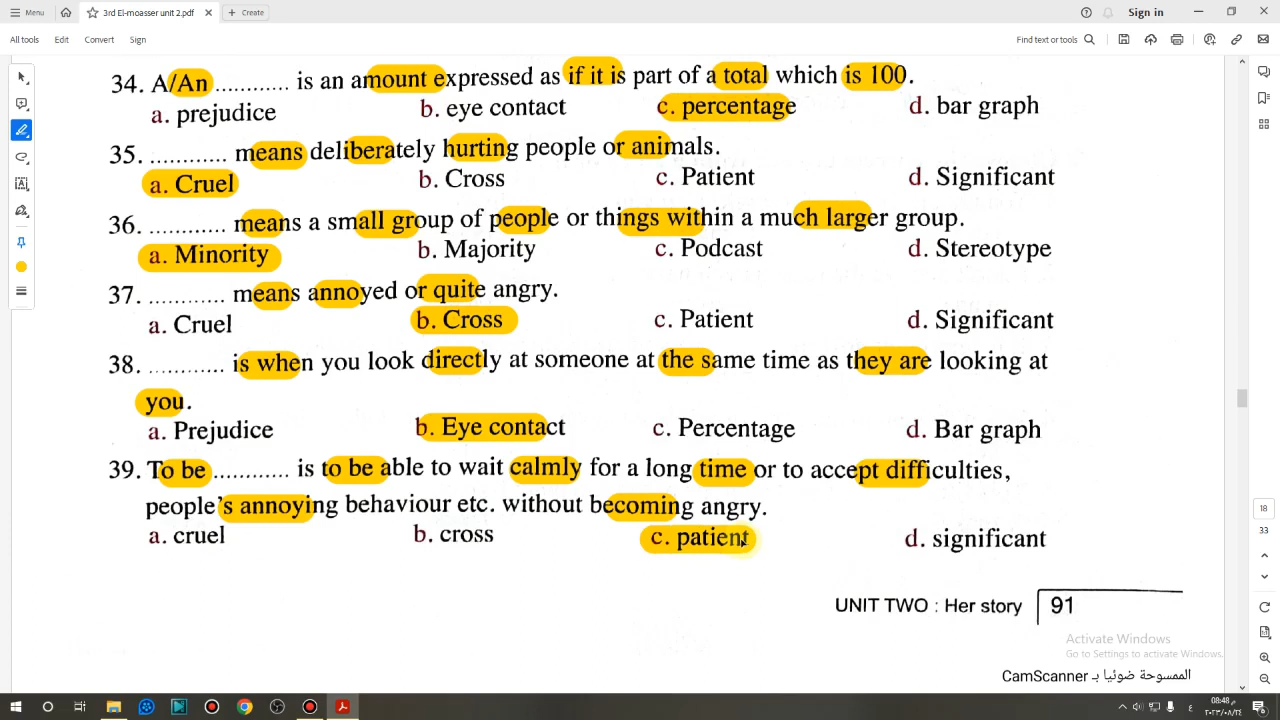 Menu
3rd El-moasser unit 2.pdf
+ Create
Sign in
All tools Edit Convert Sign
Find text or tools
34. A/An ............ is an amount expressed as if it is part of a total which is 100.
a. prejudice b. eye contact c. percentage d. bar graph
35. ............ means deliberately hurting people or animals.
a. Cruel b. Cross c. Patient d. Significant
36. ............ means a small group of people or things within a much larger group.
a. Minority b. Majority c. Podcast d. Stereotype
37. ............ means annoyed or quite angry.
a. Cruel b. Cross c. Patient d. Significant
38. ............ is when you look directly at someone at the same time as they are looking at
you.
a. Prejudice b. Eye contact c. Percentage d. Bar graph
39. To be ............ is to be able to wait calmly for a long time or to accept difficulties,
people's annoying behaviour etc. without becoming angry.
a. cruel b. cross c. patient d. significant
18
33
UNIT TWO : Her story 91
Activate Windows
Go to Settings to activate Windows.
الممسوحة ضوئيا بـ CamScanner
08:48 م
٢٠٢٣/٠٨/٢٤
ع